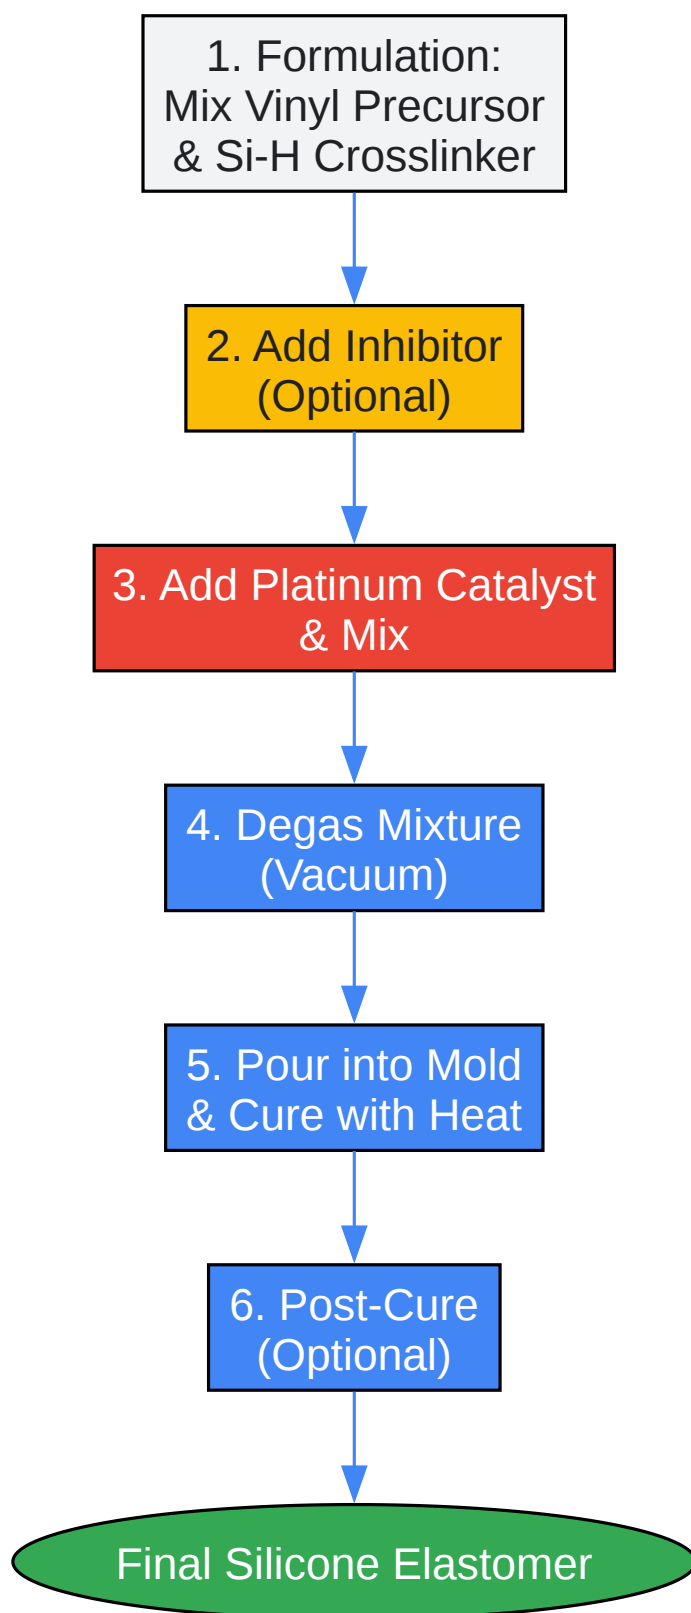 1. Formulation:
Mix Vinyl Precursor
& Si-H Crosslinker
2. Add Inhibitor
(Optional)
3. Add Platinum Catalyst
& Mix
4. Degas Mixture
(Vacuum)
5. Pour into Mold
& Cure with Heat
6. Post-Cure
(Optional)
Final Silicone Elastomer